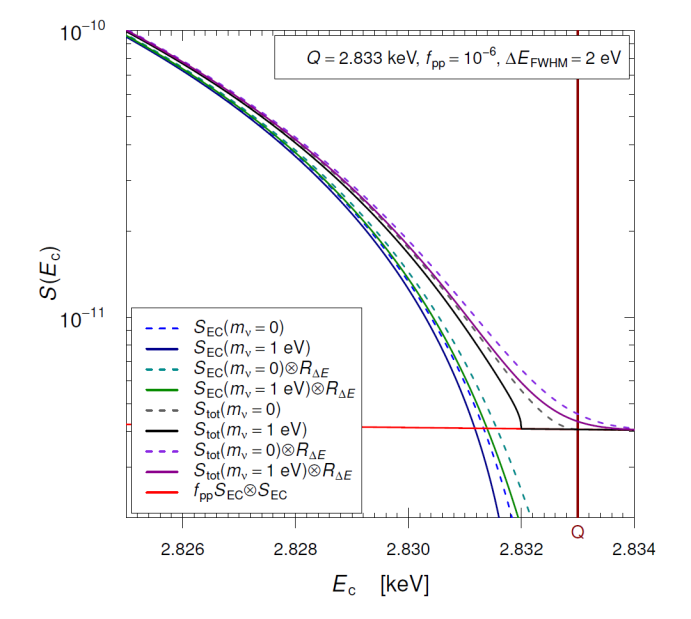 10⁻¹⁰
Q = 2.833 keV, fpp = 10⁻⁶, ΔE_FWHM = 2 eV
S(E_c)
10⁻¹¹
S_EC(m_ν = 0)
S_EC(m_ν = 1 eV)
S_EC(m_ν = 0)⊗R_ΔE
S_EC(m_ν = 1 eV)⊗R_ΔE
S_tot(m_ν = 0)
S_tot(m_ν = 1 eV)
S_tot(m_ν = 0)⊗R_ΔE
S_tot(m_ν = 1 eV)⊗R_ΔE
f_pp S_EC⊗S_EC
Q
2.826 2.828 2.830 2.832 2.834
E_c [keV]